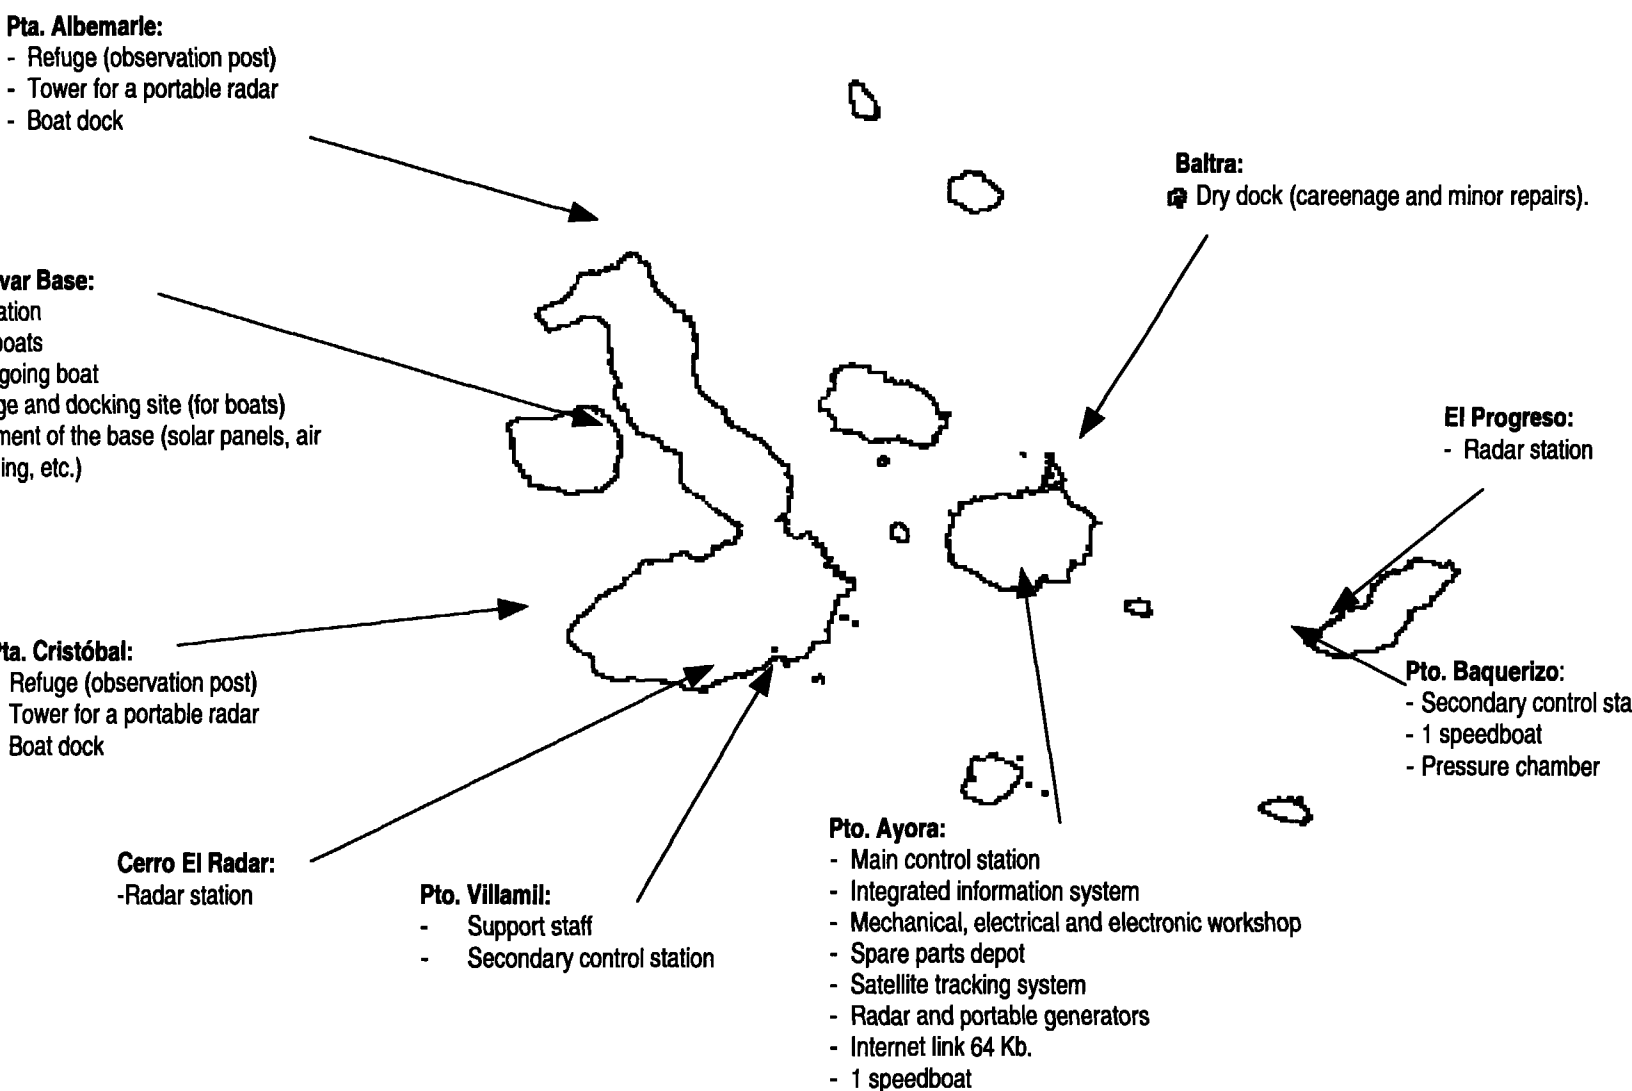 Pta. Albemarle:
- Refuge (observation post)
- Tower for a portable radar
- Boat dock
Baltra:
Dry dock (careenage and minor repairs).
var Base:
ation
boats
going boat
ge and docking site (for boats)
ment of the base (solar panels, air
ing, etc.)
El Progreso:
- Radar station
Pta. Cristóbal:
Refuge (observation post)
Tower for a portable radar
Boat dock
Pto. Baquerizo:
- Secondary control sta
- 1 speedboat
- Pressure chamber
Cerro El Radar:
-Radar station
Pto. Villamil:
- Support staff
- Secondary control station
Pto. Ayora:
- Main control station
- Integrated information system
- Mechanical, electrical and electronic workshop
- Spare parts depot
- Satellite tracking system
- Radar and portable generators
- Internet link 64 Kb.
- 1 speedboat